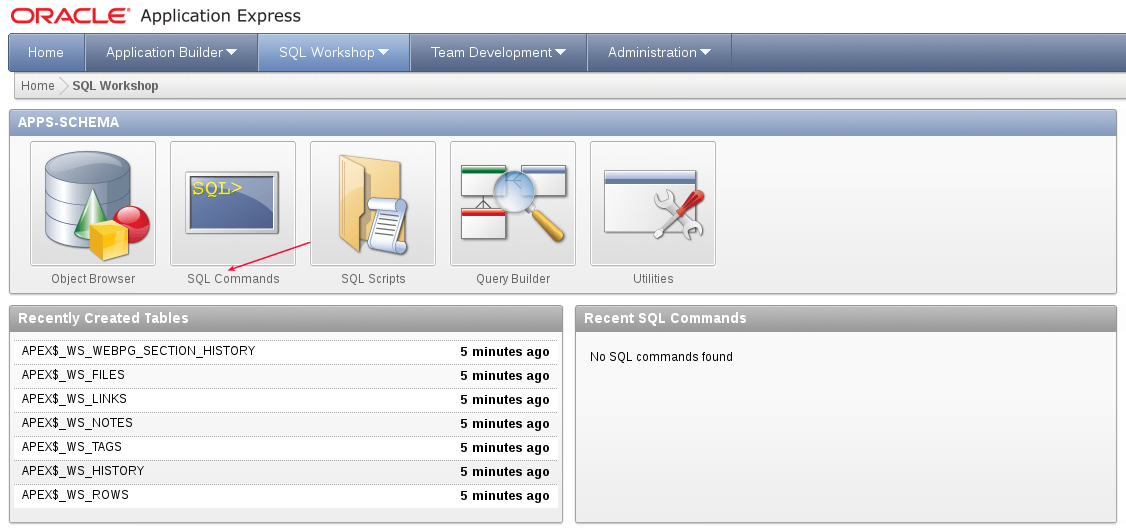 ORACLE® Application Express
Home Application Builder SQL Workshop Team Development Administration
Home SQL Workshop
APPS-SCHEMA
SQL>
Object Browser SQL Commands SQL Scripts Query Builder Utilities
Recently Created Tables
APEX$_WS_WEBPG_SECTION_HISTORY 5 minutes ago
APEX$_WS_FILES 5 minutes ago
APEX$_WS_LINKS 5 minutes ago
APEX$_WS_NOTES 5 minutes ago
APEX$_WS_TAGS 5 minutes ago
APEX$_WS_HISTORY 5 minutes ago
APEX$_WS_ROWS 5 minutes ago
Recent SQL Commands
No SQL commands found